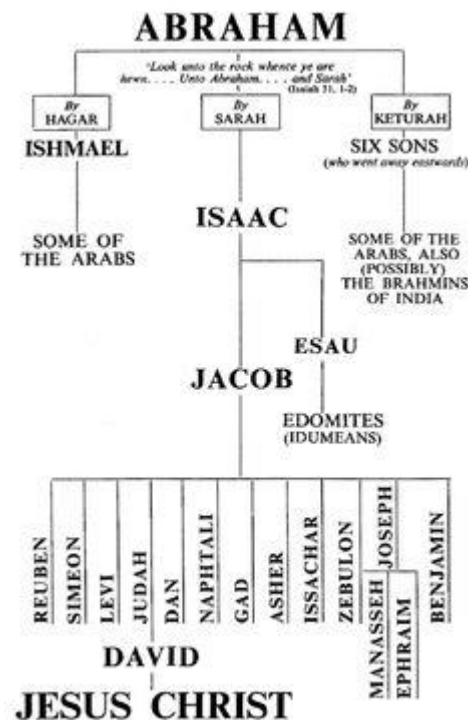 ABRAHAM
'Look unto the rock whence ye are
hewn. . . . Unto Abraham. . . . and Sarah'
(Isaiah 51, 1-2)
By
HAGAR
By
SARAH
By
KETURAH
ISHMAEL
SIX SONS
(who went away eastwards)
ISAAC
SOME OF
THE ARABS
SOME OF THE
ARABS, ALSO
(POSSIBLY)
THE BRAHMINS
OF INDIA
ESAU
JACOB
EDOMITES
(IDUMEANS)
REUBEN
SIMEON
LEVI
JUDAH
DAN
NAPHTALI
GAD
ASHER
ISSACHAR
ZEBULON
JOSEPH
MANASSEH
EPHRAIM
BENJAMIN
DAVID
JESUS CHRIST